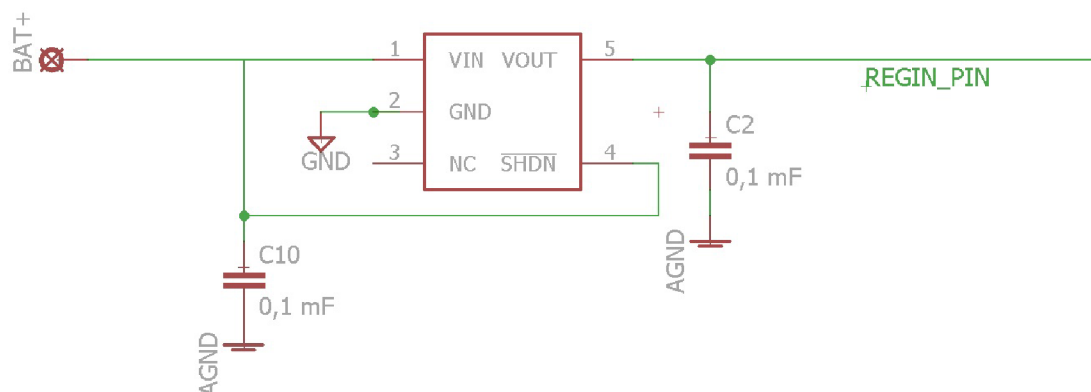 BAT+
1
VIN VOUT
5
REGIN_PIN
2
GND
GND
3
NC SHDN
4
C2
0,1 mF
AGND
C10
0,1 mF
AGND